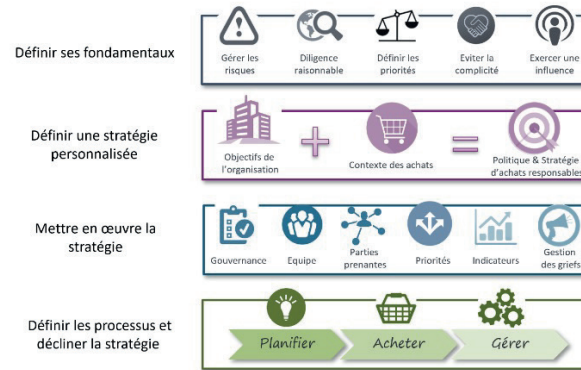 Définir ses fondamentaux
Gérer les
risques
Diligence
raisonnable
Définir les
priorités
Eviter la
complicité
Exercer une
influence
Définir une stratégie
personnalisée
Objectifs de
l'organisation
Contexte des achats
Politique & Stratégie
d'achats responsables
Mettre en œuvre la
stratégie
Gouvernance
Equipe
Parties
prenantes
Priorités
Indicateurs
Gestion
des griefs
Définir les processus et
décliner la stratégie
Planifier
Acheter
Gérer